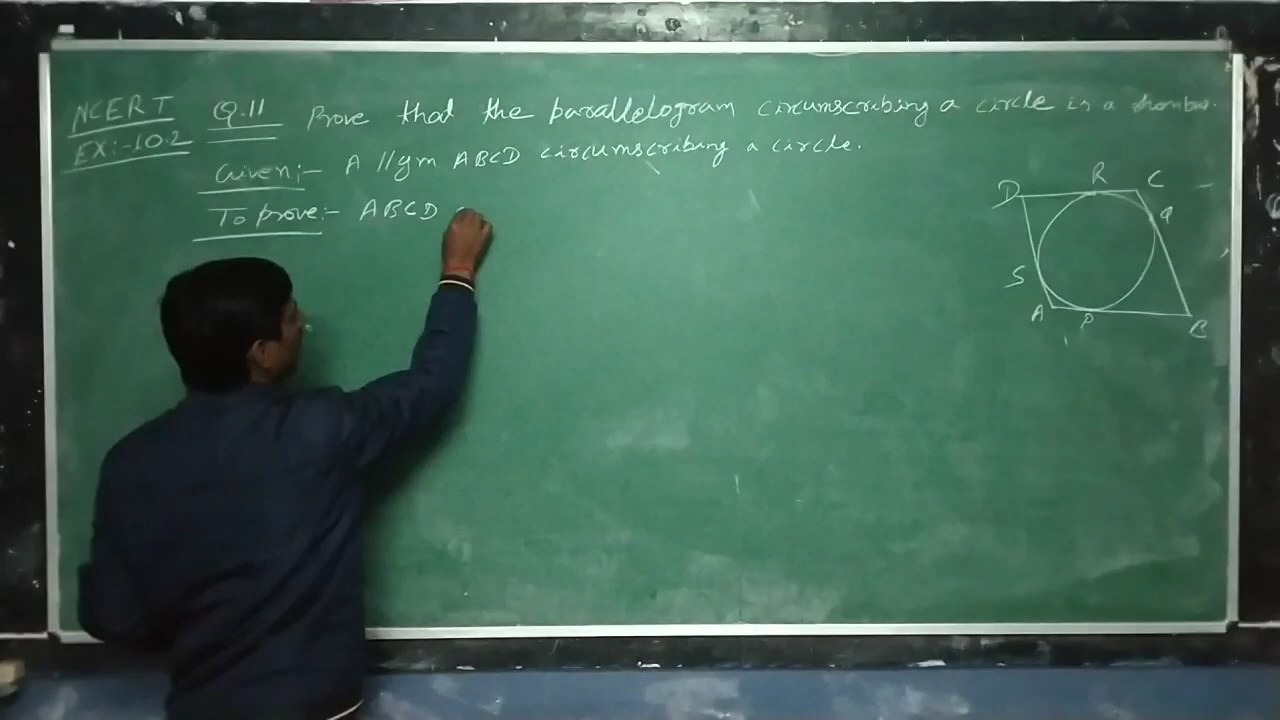 NCERT
EX:-10.2
Q.11 Prove that the parallelogram circumscribing a circle is a rhombus.
Given:- A //gm ABCD circumscribing a circle.
To prove:- ABCD
D R C
Q
S
A P B